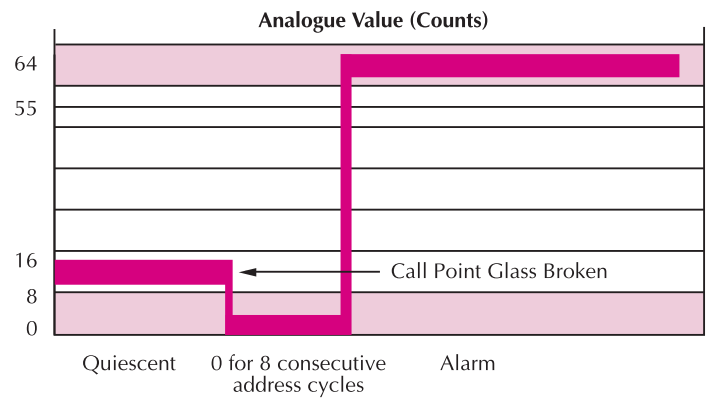 Analogue Value (Counts)
64
55
16
Call Point Glass Broken
8
0
Quiescent
0 for 8 consecutive
address cycles
Alarm